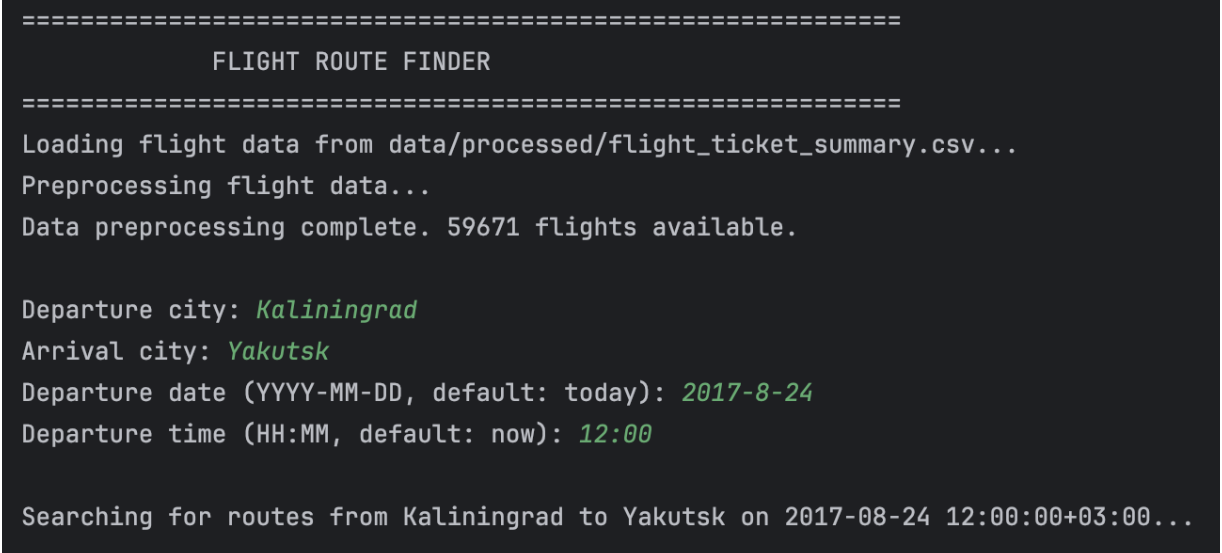 ============================================================
FLIGHT ROUTE FINDER
============================================================
Loading flight data from data/processed/flight_ticket_summary.csv...
Preprocessing flight data...
Data preprocessing complete. 59671 flights available.
Departure city: Kaliningrad
Arrival city: Yakutsk
Departure date (YYYY-MM-DD, default: today): 2017-8-24
Departure time (HH:MM, default: now): 12:00
Searching for routes from Kaliningrad to Yakutsk on 2017-08-24 12:00:00+03:00...